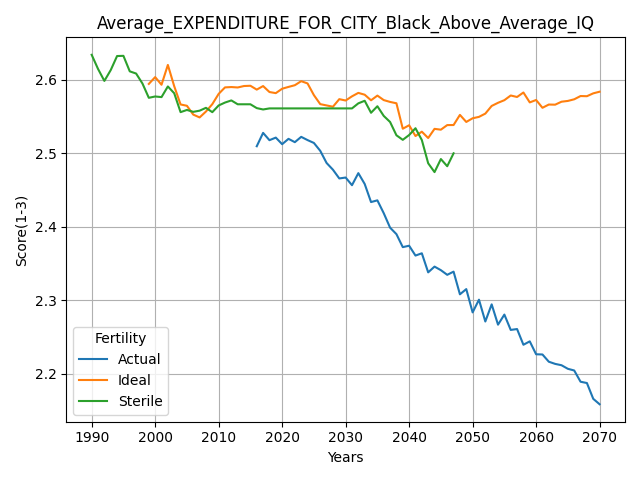 Average_EXPENDITURE_FOR_CITY_Black_Above_Average_IQ
Score(1-3)
2.6
2.5
2.4
2.3
2.2
Fertility
Actual
Ideal
Sterile
1990 2000 2010 2020 2030 2040 2050 2060 2070
Years